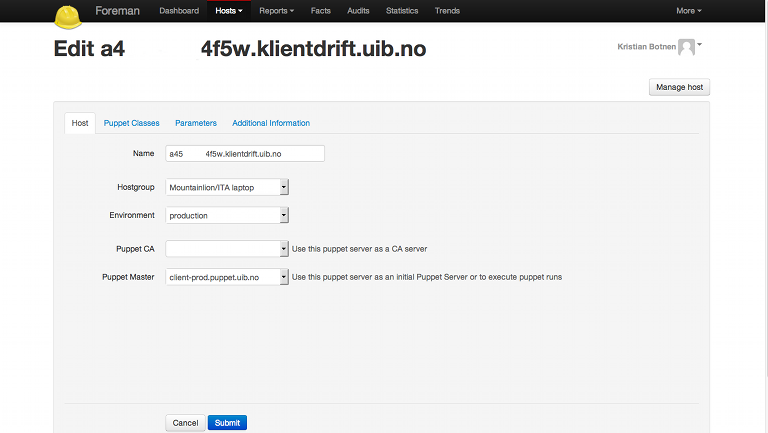 Foreman Dashboard Hosts Reports Facts Audits Statistics Trends More
Edit a4 4f5w.klientdrift.uib.no
Kristian Botnen
Manage host
Host Puppet Classes Parameters Additional Information
Name a45 4f5w.klientdrift.uib.no
Hostgroup Mountainlion/ITA laptop
Environment production
Puppet CA Use this puppet server as a CA server
Puppet Master client-prod.puppet.uib.no Use this puppet server as an initial Puppet Server or to execute puppet runs
Cancel Submit